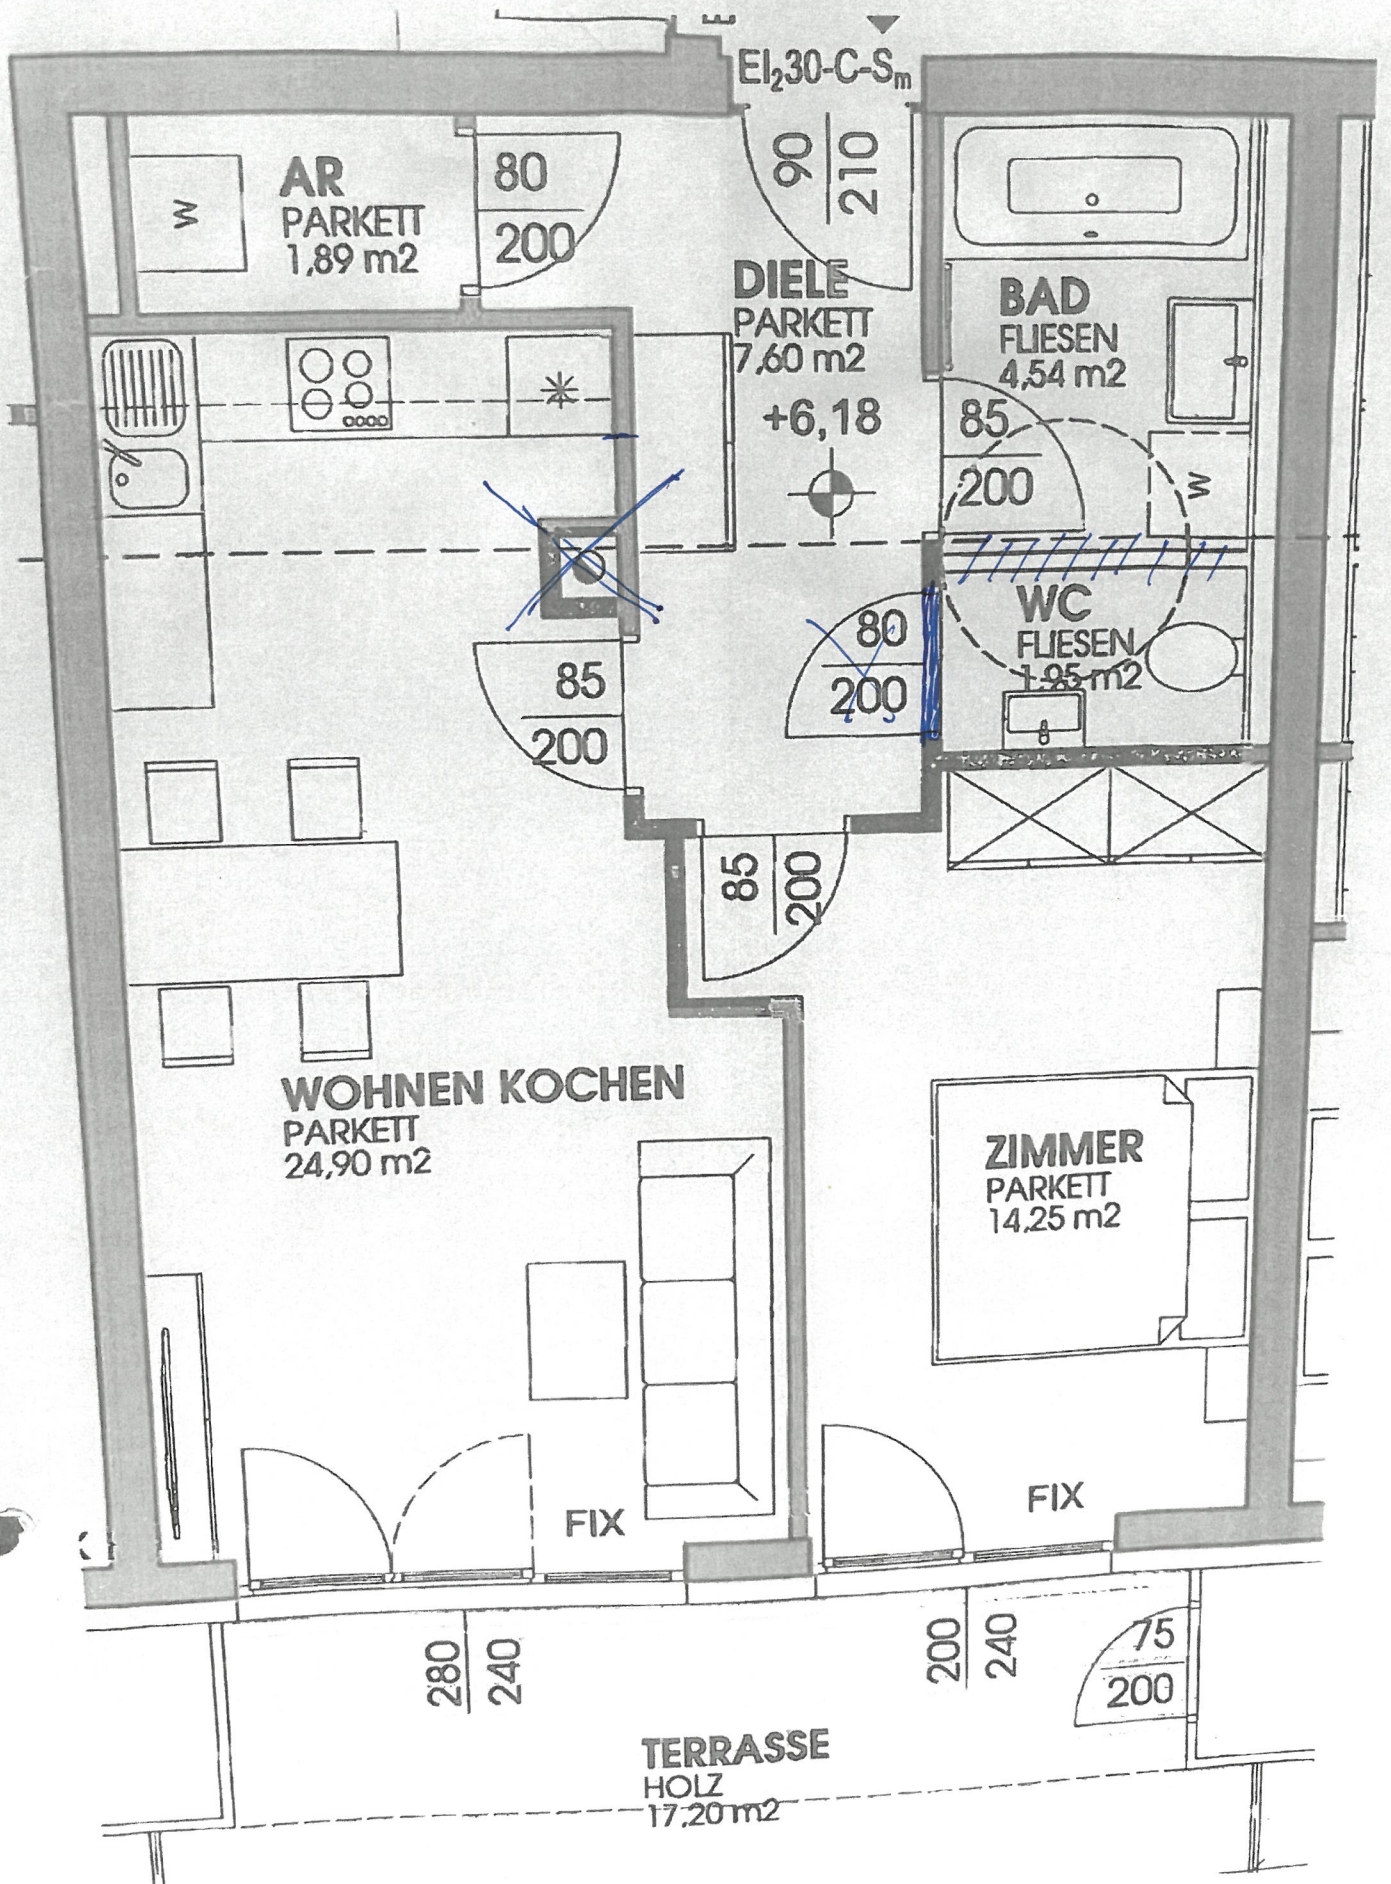 EI₂30-C-Sₘ
90
210
AR
PARKETT
1,89 m2
W
80
200
DIELE
PARKETT
7,60 m2
+6,18
BAD
FLIESEN
4,54 m2
85
200
W
WC
FLIESEN
1,95 m2
80
200
85
200
85
200
WOHNEN KOCHEN
PARKETT
24,90 m2
ZIMMER
PARKETT
14,25 m2
FIX
FIX
280
240
200
240
75
200
TERRASSE
HOLZ
17,20 m2